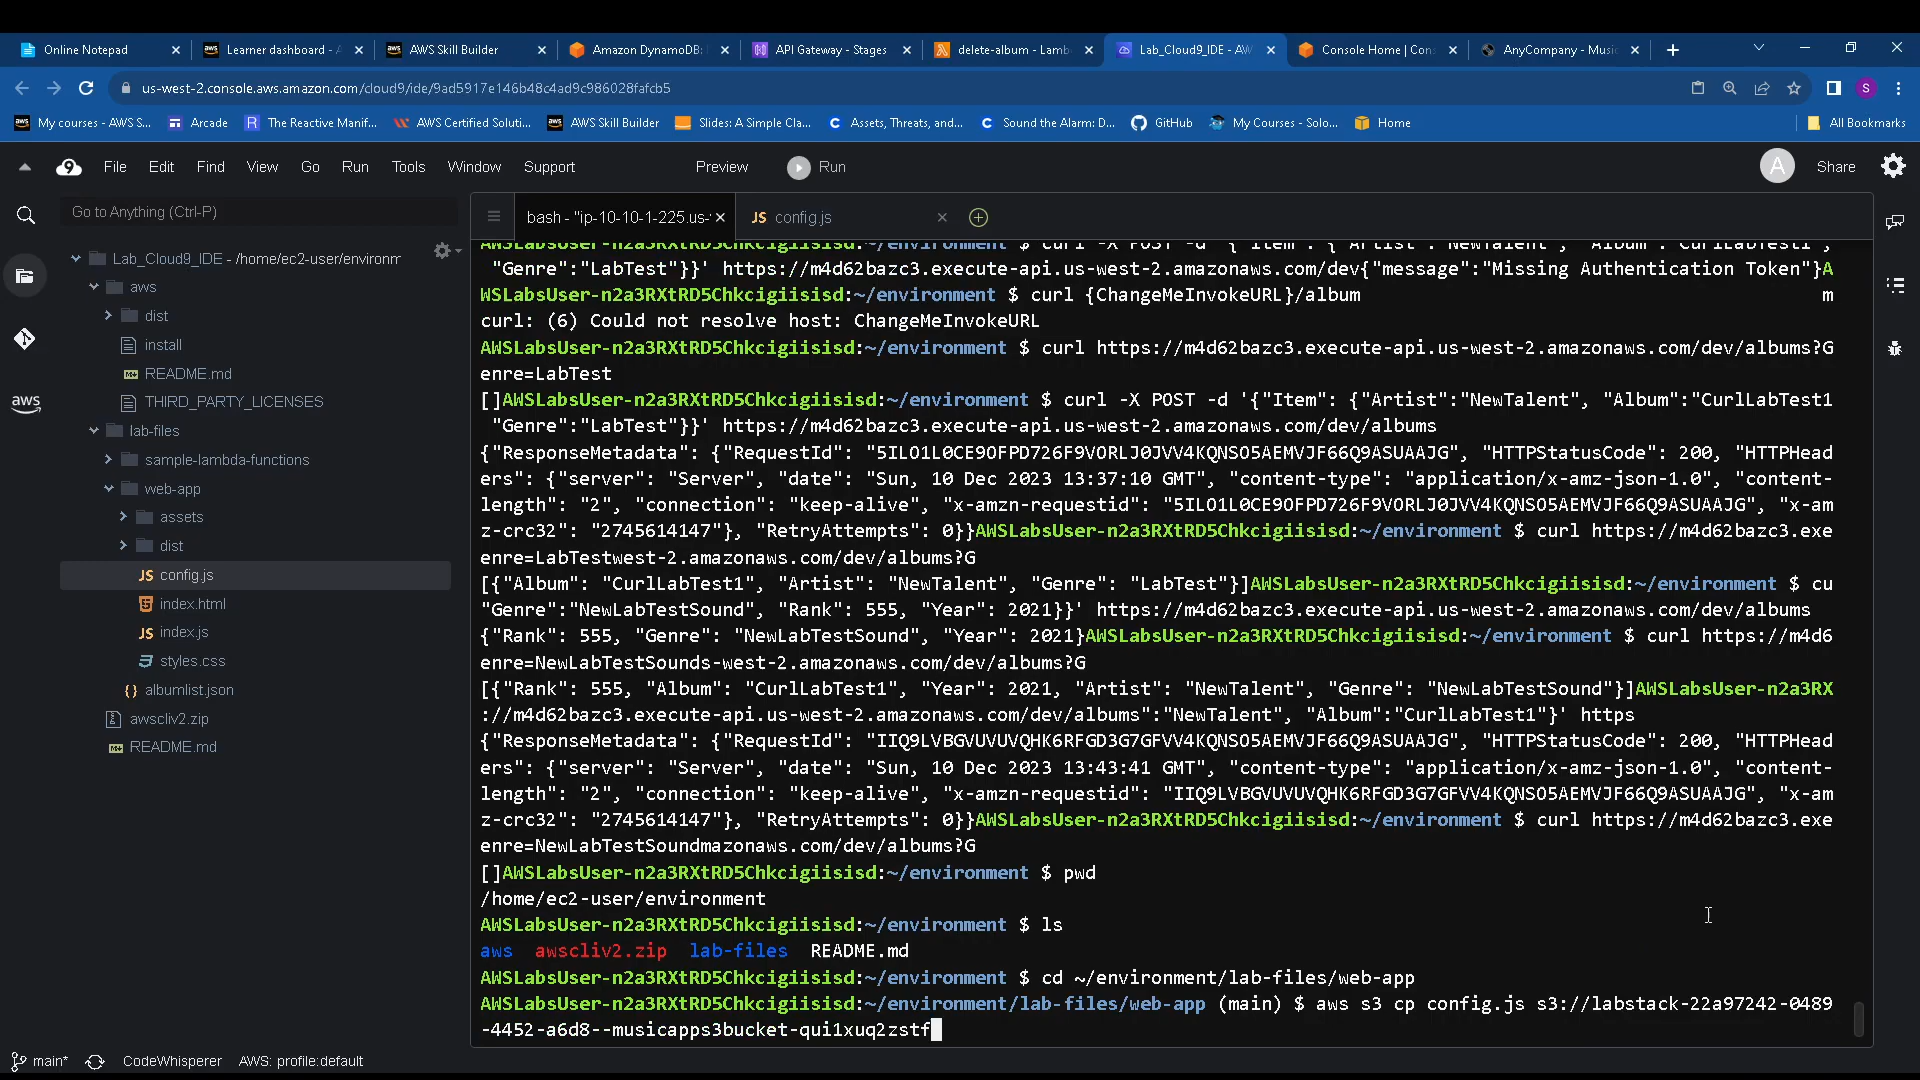 Online Notepad
Learner dashboard - A
AWS Skill Builder
Amazon DynamoDB:
API Gateway - Stages
delete-album - Lamb
Lab_Cloud9_IDE - AW
Console Home | Con
AnyCompany - Music
us-west-2.console.aws.amazon.com/cloud9/ide/9ad5917e146b48c4ad9c986028fafcb5
S
My courses - AWS S...
Arcade
The Reactive Manif...
AWS Certified Soluti...
AWS Skill Builder
Slides: A Simple Cla...
Assets, Threats, and...
Sound the Alarm: D...
GitHub
My Courses - Solo...
Home
All Bookmarks
File Edit Find View Go Run Tools Window Support
Preview
Run
A
Share
Go to Anything (Ctrl-P)
bash - "ip-10-10-1-225.us-
JS config.js
Lab_Cloud9_IDE - /home/ec2-user/environm
aws
dist
install
README.md
THIRD_PARTY_LICENSES
lab-files
sample-lambda-functions
web-app
assets
dist
JS config.js
index.html
JS index.js
styles.css
{} albumlist.json
awscliv2.zip
README.md
aws
AWSLabsUser-n2a3RXtRD5Chkcigiisisd:~/environment $ curl -X POST -d '{"Item": {"Artist":"NewTalent", "Album":"CurlLabTest1",
"Genre":"LabTest"}}' https://m4d62bazc3.execute-api.us-west-2.amazonaws.com/dev{"message":"Missing Authentication Token"}A
WSLabsUser-n2a3RXtRD5Chkcigiisisd:~/environment $ curl {ChangeMeInvokeURL}/album m
curl: (6) Could not resolve host: ChangeMeInvokeURL
AWSLabsUser-n2a3RXtRD5Chkcigiisisd:~/environment $ curl https://m4d62bazc3.execute-api.us-west-2.amazonaws.com/dev/albums?G
enre=LabTest
[]AWSLabsUser-n2a3RXtRD5Chkcigiisisd:~/environment $ curl -X POST -d '{"Item": {"Artist":"NewTalent", "Album":"CurlLabTest1
"Genre":"LabTest"}}' https://m4d62bazc3.execute-api.us-west-2.amazonaws.com/dev/albums
{"ResponseMetadata": {"RequestId": "5ILO1L0CE9OFPD726F9VORLJ0JVV4KQNSO5AEMVJF66Q9ASUAAJG", "HTTPStatusCode": 200, "HTTPHead
ers": {"server": "Server", "date": "Sun, 10 Dec 2023 13:37:10 GMT", "content-type": "application/x-amz-json-1.0", "content-
length": "2", "connection": "keep-alive", "x-amzn-requestid": "5ILO1L0CE9OFPD726F9VORLJ0JVV4KQNSO5AEMVJF66Q9ASUAAJG", "x-am
z-crc32": "2745614147"}, "RetryAttempts": 0}}AWSLabsUser-n2a3RXtRD5Chkcigiisisd:~/environment $ curl https://m4d62bazc3.exe
enre=LabTestwest-2.amazonaws.com/dev/albums?G
[{"Album": "CurlLabTest1", "Artist": "NewTalent", "Genre": "LabTest"}]AWSLabsUser-n2a3RXtRD5Chkcigiisisd:~/environment $ cu
"Genre":"NewLabTestSound", "Rank": 555, "Year": 2021}}' https://m4d62bazc3.execute-api.us-west-2.amazonaws.com/dev/albums
{"Rank": 555, "Genre": "NewLabTestSound", "Year": 2021}AWSLabsUser-n2a3RXtRD5Chkcigiisisd:~/environment $ curl https://m4d6
enre=NewLabTestSounds-west-2.amazonaws.com/dev/albums?G
[{"Rank": 555, "Album": "CurlLabTest1", "Year": 2021, "Artist": "NewTalent", "Genre": "NewLabTestSound"}]AWSLabsUser-n2a3RX
://m4d62bazc3.execute-api.us-west-2.amazonaws.com/dev/albums":"NewTalent", "Album":"CurlLabTest1"}' https
{"ResponseMetadata": {"RequestId": "IIQ9LVBGVUVUVQHK6RFGD3G7GFVV4KQNSO5AEMVJF66Q9ASUAAJG", "HTTPStatusCode": 200, "HTTPHead
ers": {"server": "Server", "date": "Sun, 10 Dec 2023 13:43:41 GMT", "content-type": "application/x-amz-json-1.0", "content-
length": "2", "connection": "keep-alive", "x-amzn-requestid": "IIQ9LVBGVUVUVQHK6RFGD3G7GFVV4KQNSO5AEMVJF66Q9ASUAAJG", "x-am
z-crc32": "2745614147"}, "RetryAttempts": 0}}AWSLabsUser-n2a3RXtRD5Chkcigiisisd:~/environment $ curl https://m4d62bazc3.exe
enre=NewLabTestSoundmazonaws.com/dev/albums?G
[]AWSLabsUser-n2a3RXtRD5Chkcigiisisd:~/environment $ pwd
/home/ec2-user/environment
AWSLabsUser-n2a3RXtRD5Chkcigiisisd:~/environment $ ls
aws awscliv2.zip lab-files README.md
AWSLabsUser-n2a3RXtRD5Chkcigiisisd:~/environment $ cd ~/environment/lab-files/web-app
AWSLabsUser-n2a3RXtRD5Chkcigiisisd:~/environment/lab-files/web-app (main) $ aws s3 cp config.js s3://labstack-22a97242-0489
-4452-a6d8--musicapps3bucket-qui1xuq2zstf
main* CodeWhisperer AWS: profile:default